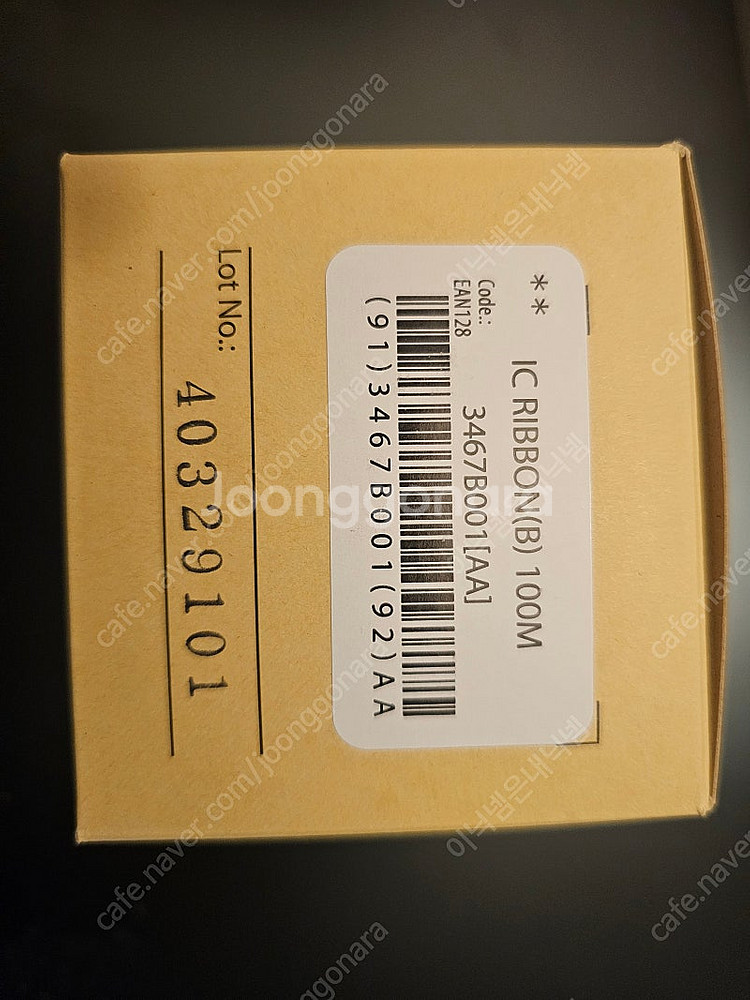 ** IC RIBBON(B) 100M
3467B001[AA]
Code.:
EAN128
(91)3467B001(92)AA
Lot No.:
40329101
Joonggonara
cafe.naver.com/joonggonara